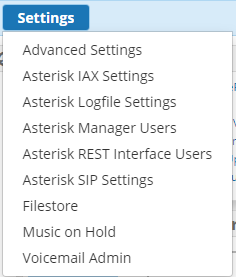 Settings
Advanced Settings
Asterisk IAX Settings
Asterisk Logfile Settings
Asterisk Manager Users
Asterisk REST Interface Users
Asterisk SIP Settings
Filestore
Music on Hold
Voicemail Admin